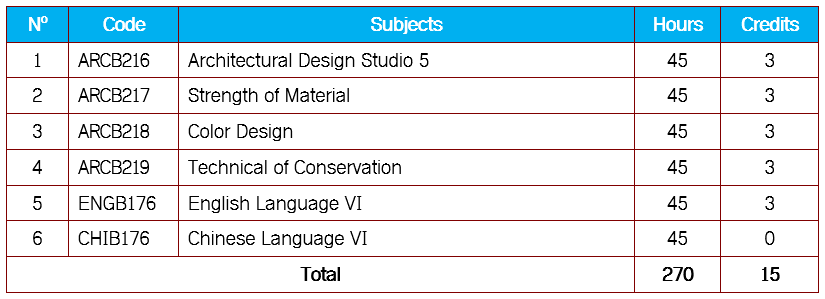 Nº Code Subjects Hours Credits
1 ARCB216 Architectural Design Studio 5 45 3
2 ARCB217 Strength of Material 45 3
3 ARCB218 Color Design 45 3
4 ARCB219 Technical of Conservation 45 3
5 ENGB176 English Language VI 45 3
6 CHIB176 Chinese Language VI 45 0
Total 270 15